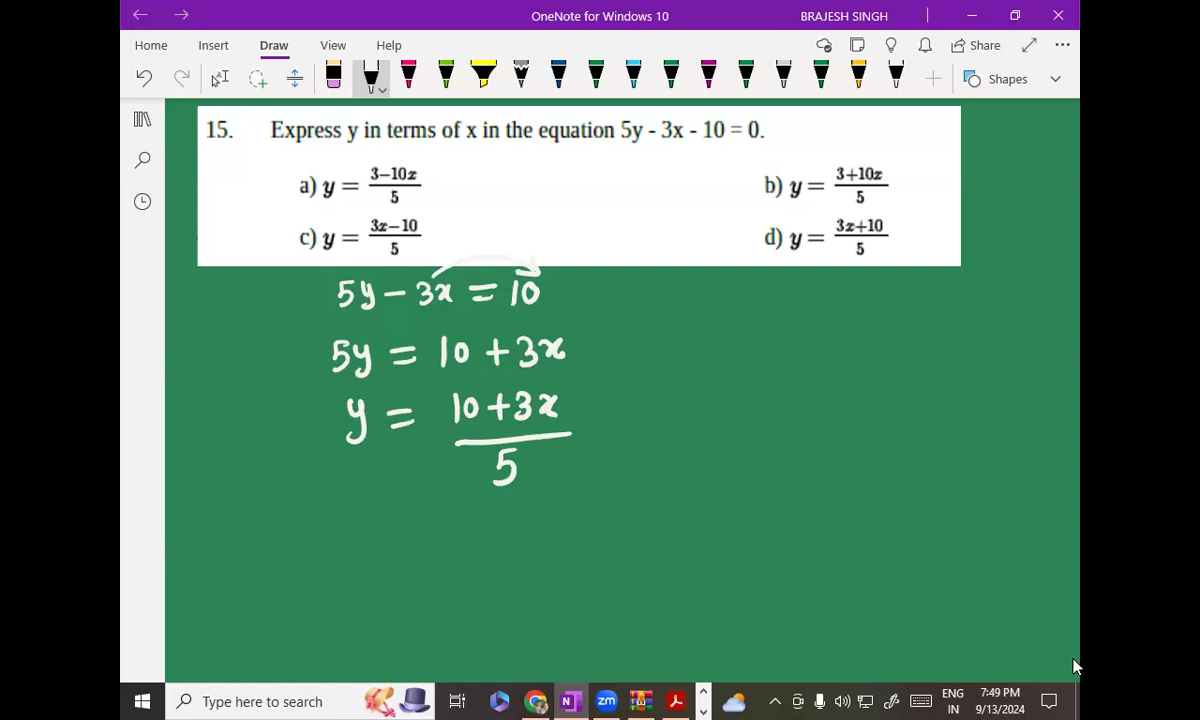 OneNote for Windows 10
BRAJESH SINGH
Home Insert Draw View Help
Share
Shapes
15. Express y in terms of x in the equation 5y - 3x - 10 = 0.
a) y = (3−10x)/5
b) y = (3+10x)/5
c) y = (3x−10)/5
d) y = (3x+10)/5
5y − 3x = 10
5y = 10 + 3x
y = (10+3x)/5
Type here to search
ENG
IN
7:49 PM
9/13/2024